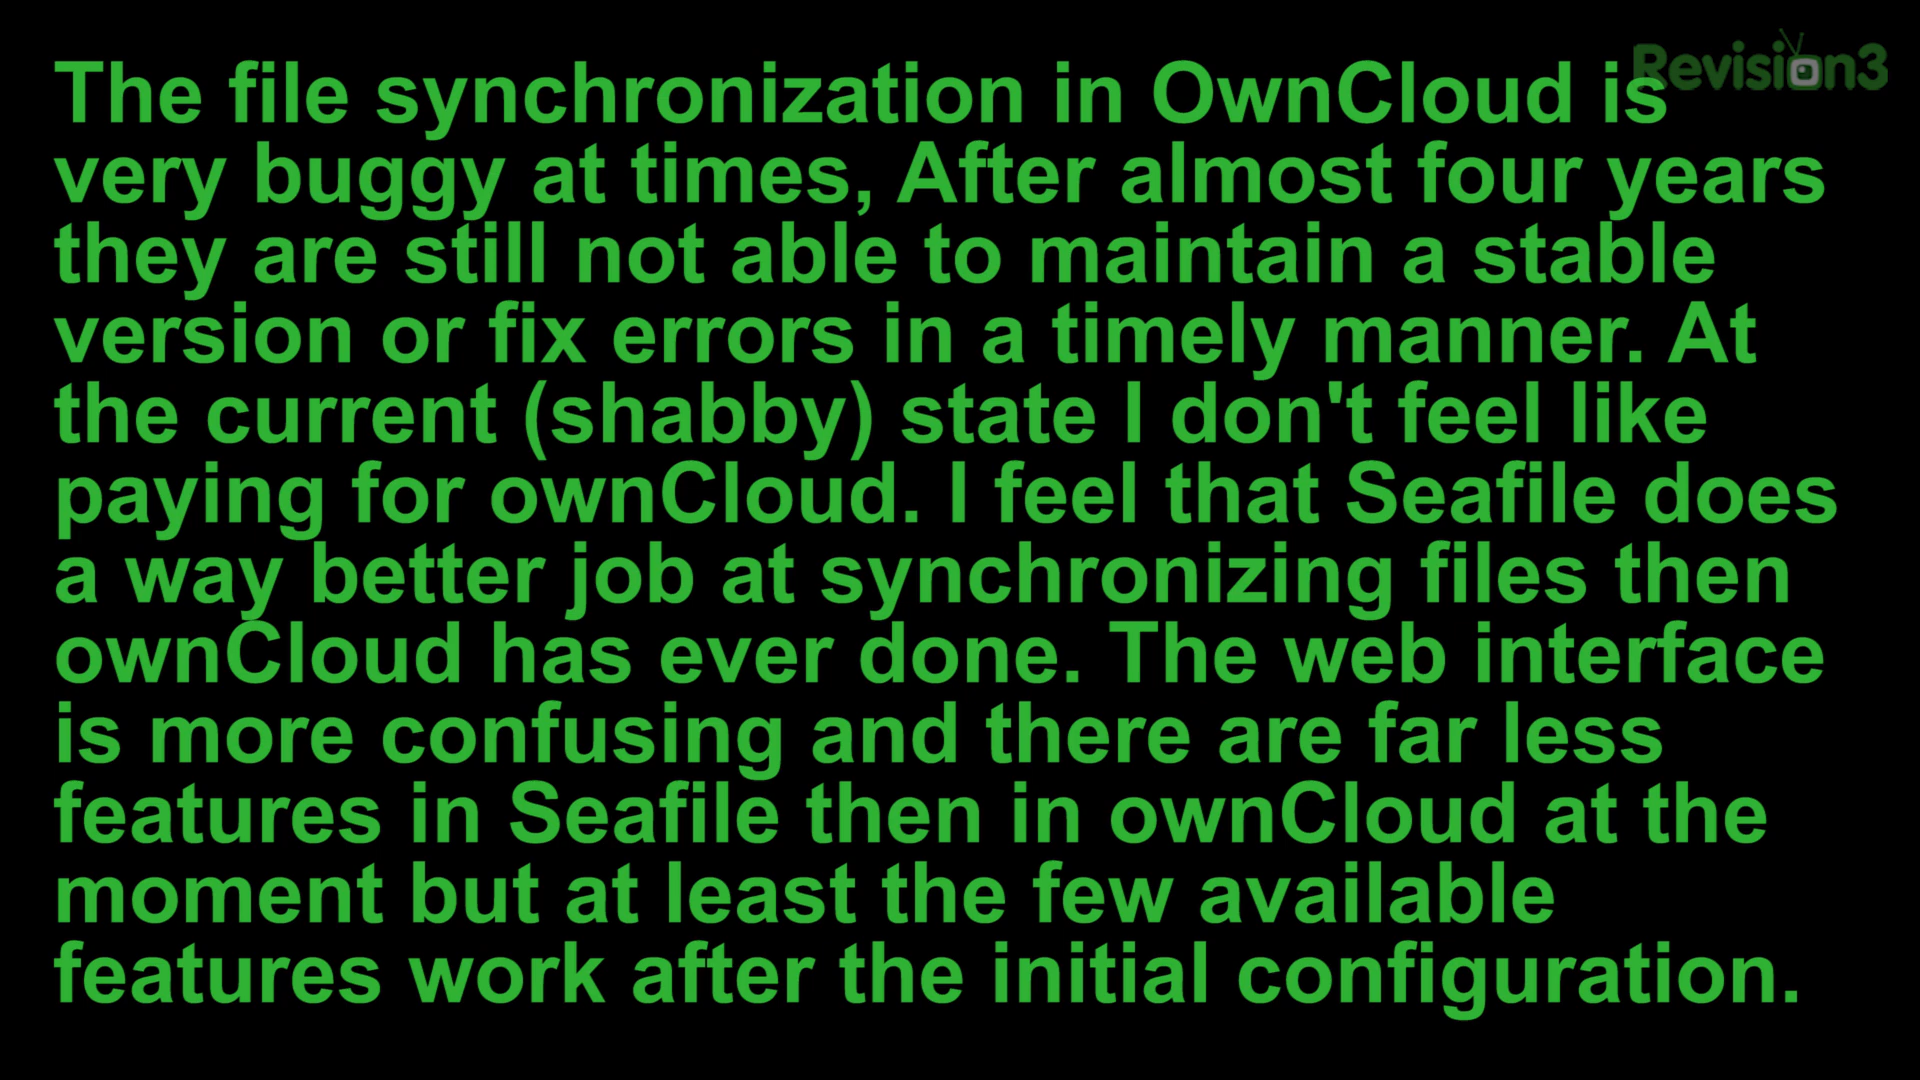 Revision3
The file synchronization in OwnCloud is
very buggy at times, After almost four years
they are still not able to maintain a stable
version or fix errors in a timely manner. At
the current (shabby) state I don't feel like
paying for ownCloud. I feel that Seafile does
a way better job at synchronizing files then
ownCloud has ever done. The web interface
is more confusing and there are far less
features in Seafile then in ownCloud at the
moment but at least the few available
features work after the initial configuration.